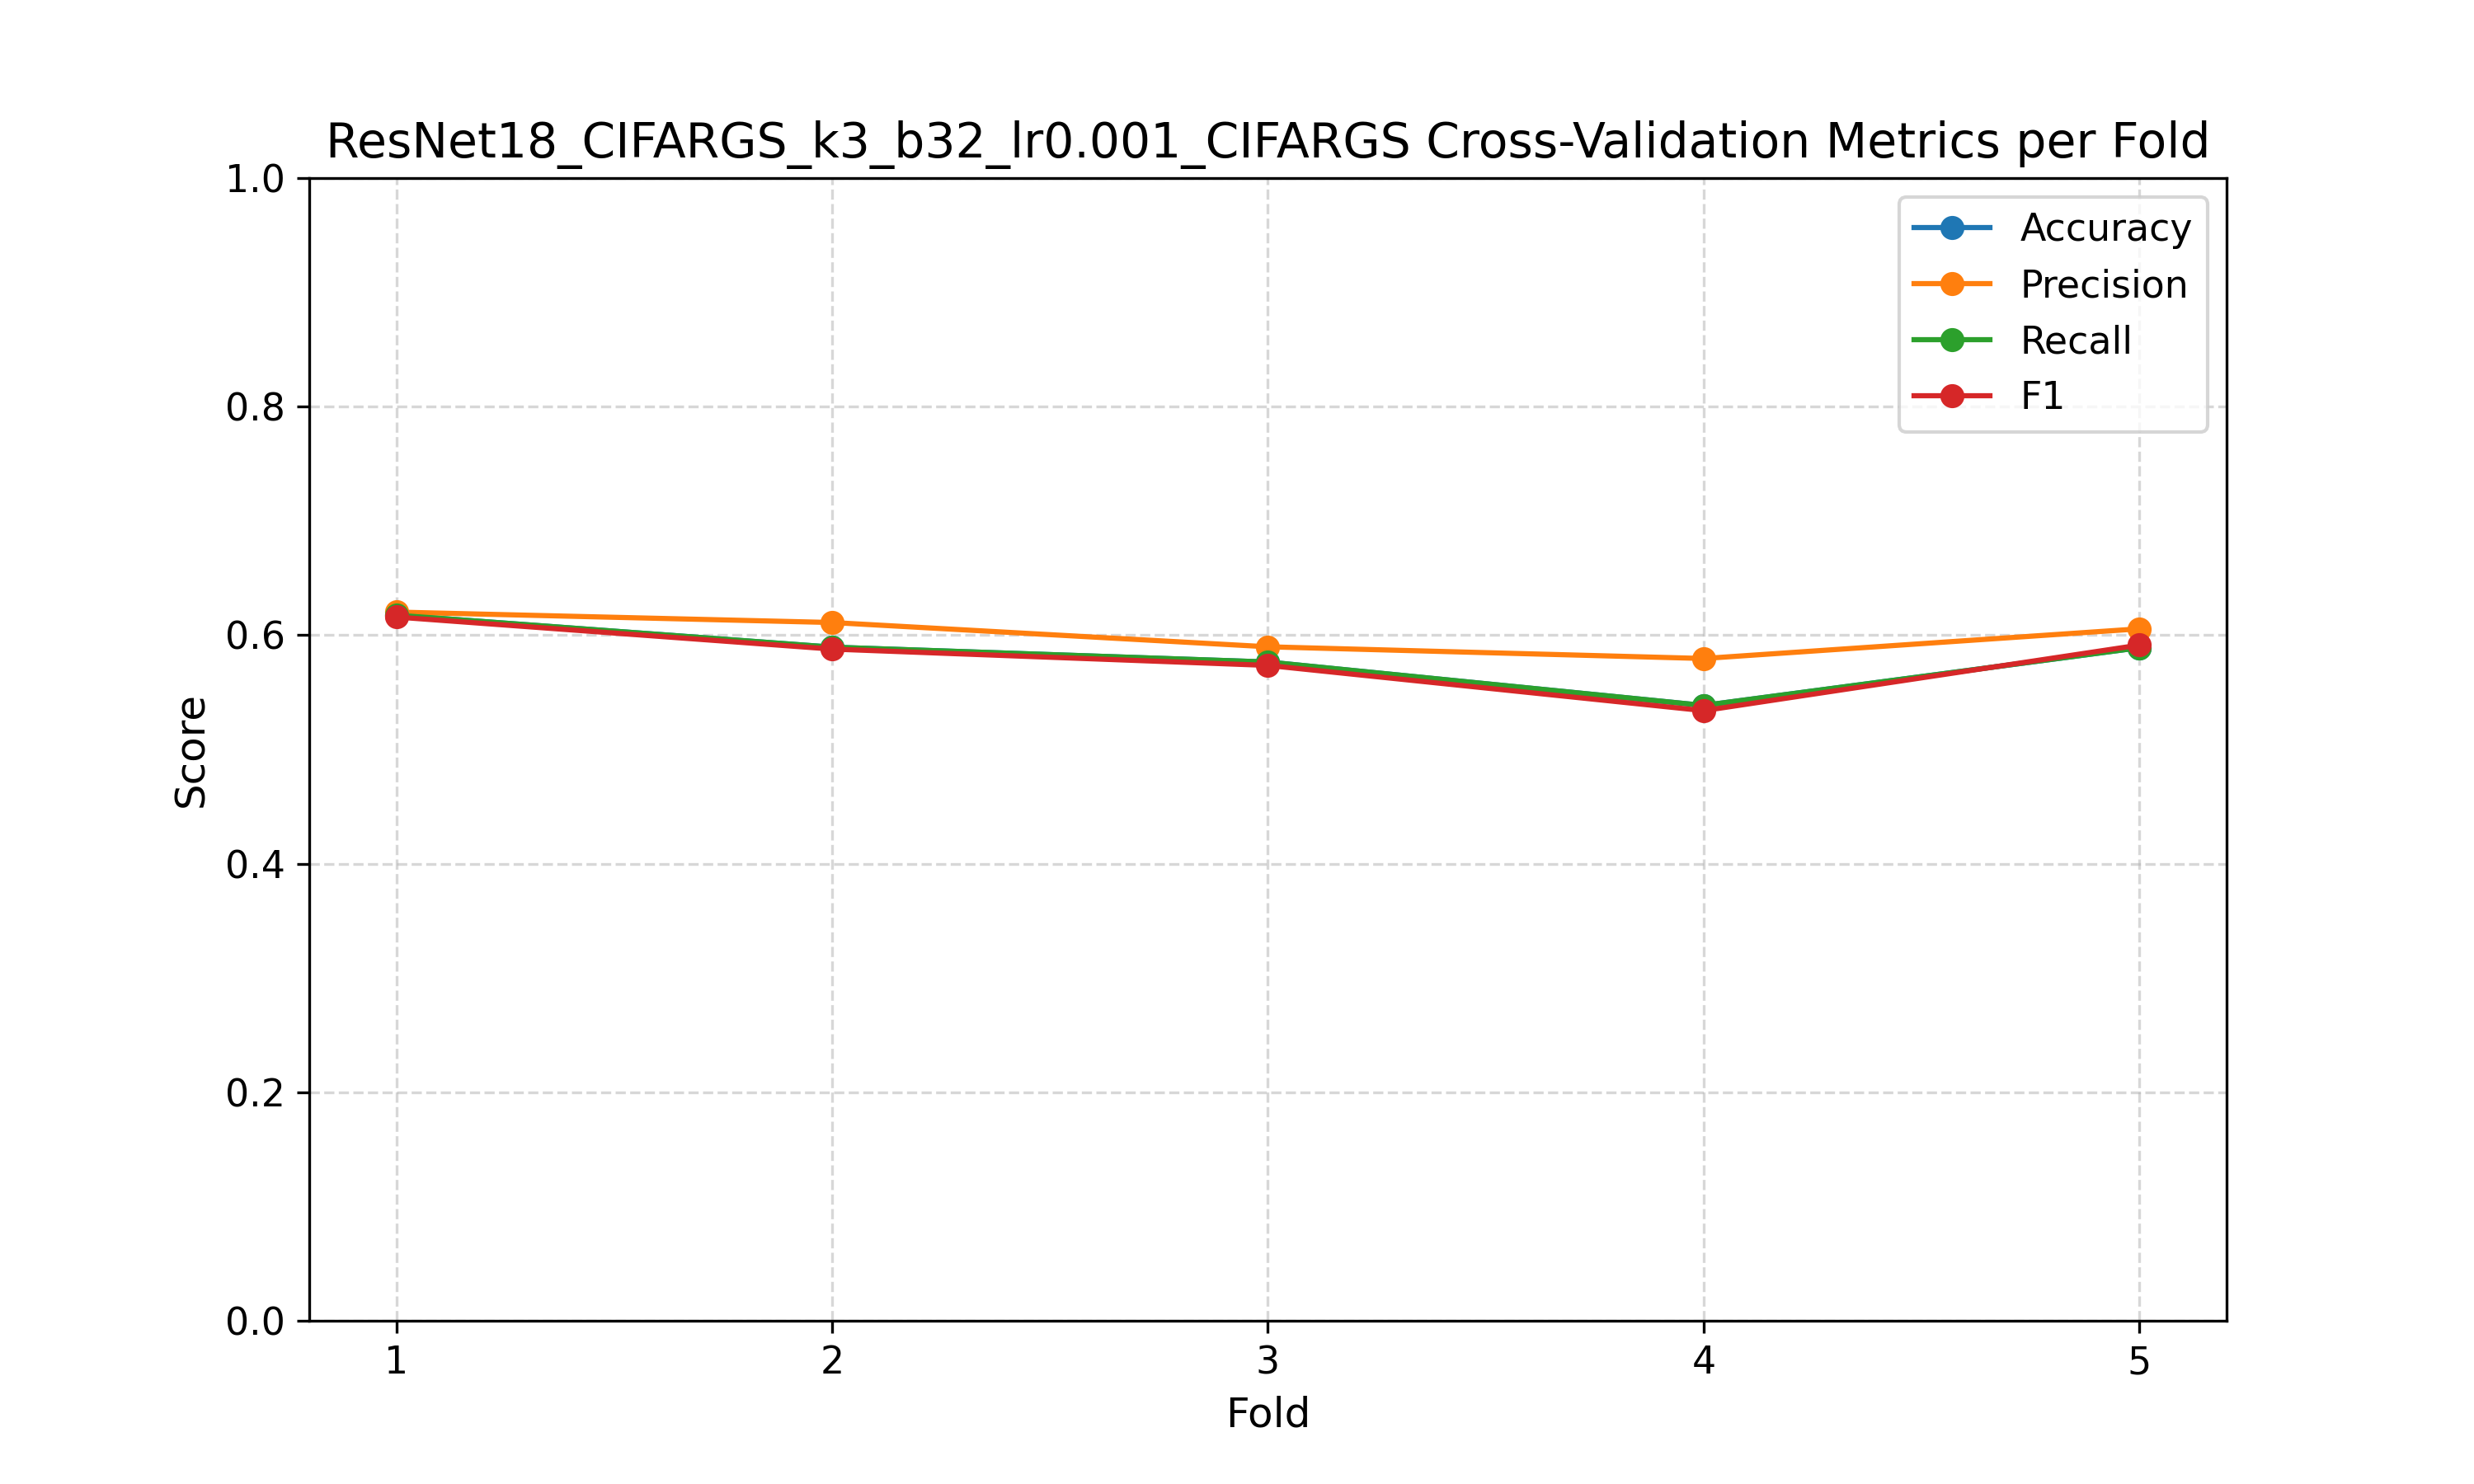 ResNet18_CIFARGS_k3_b32_lr0.001_CIFARGS Cross-Validation Metrics per Fold
1.0
0.8
0.6
0.4
0.2
0.0
Score
Accuracy
Precision
Recall
F1
1 2 3 4 5
Fold